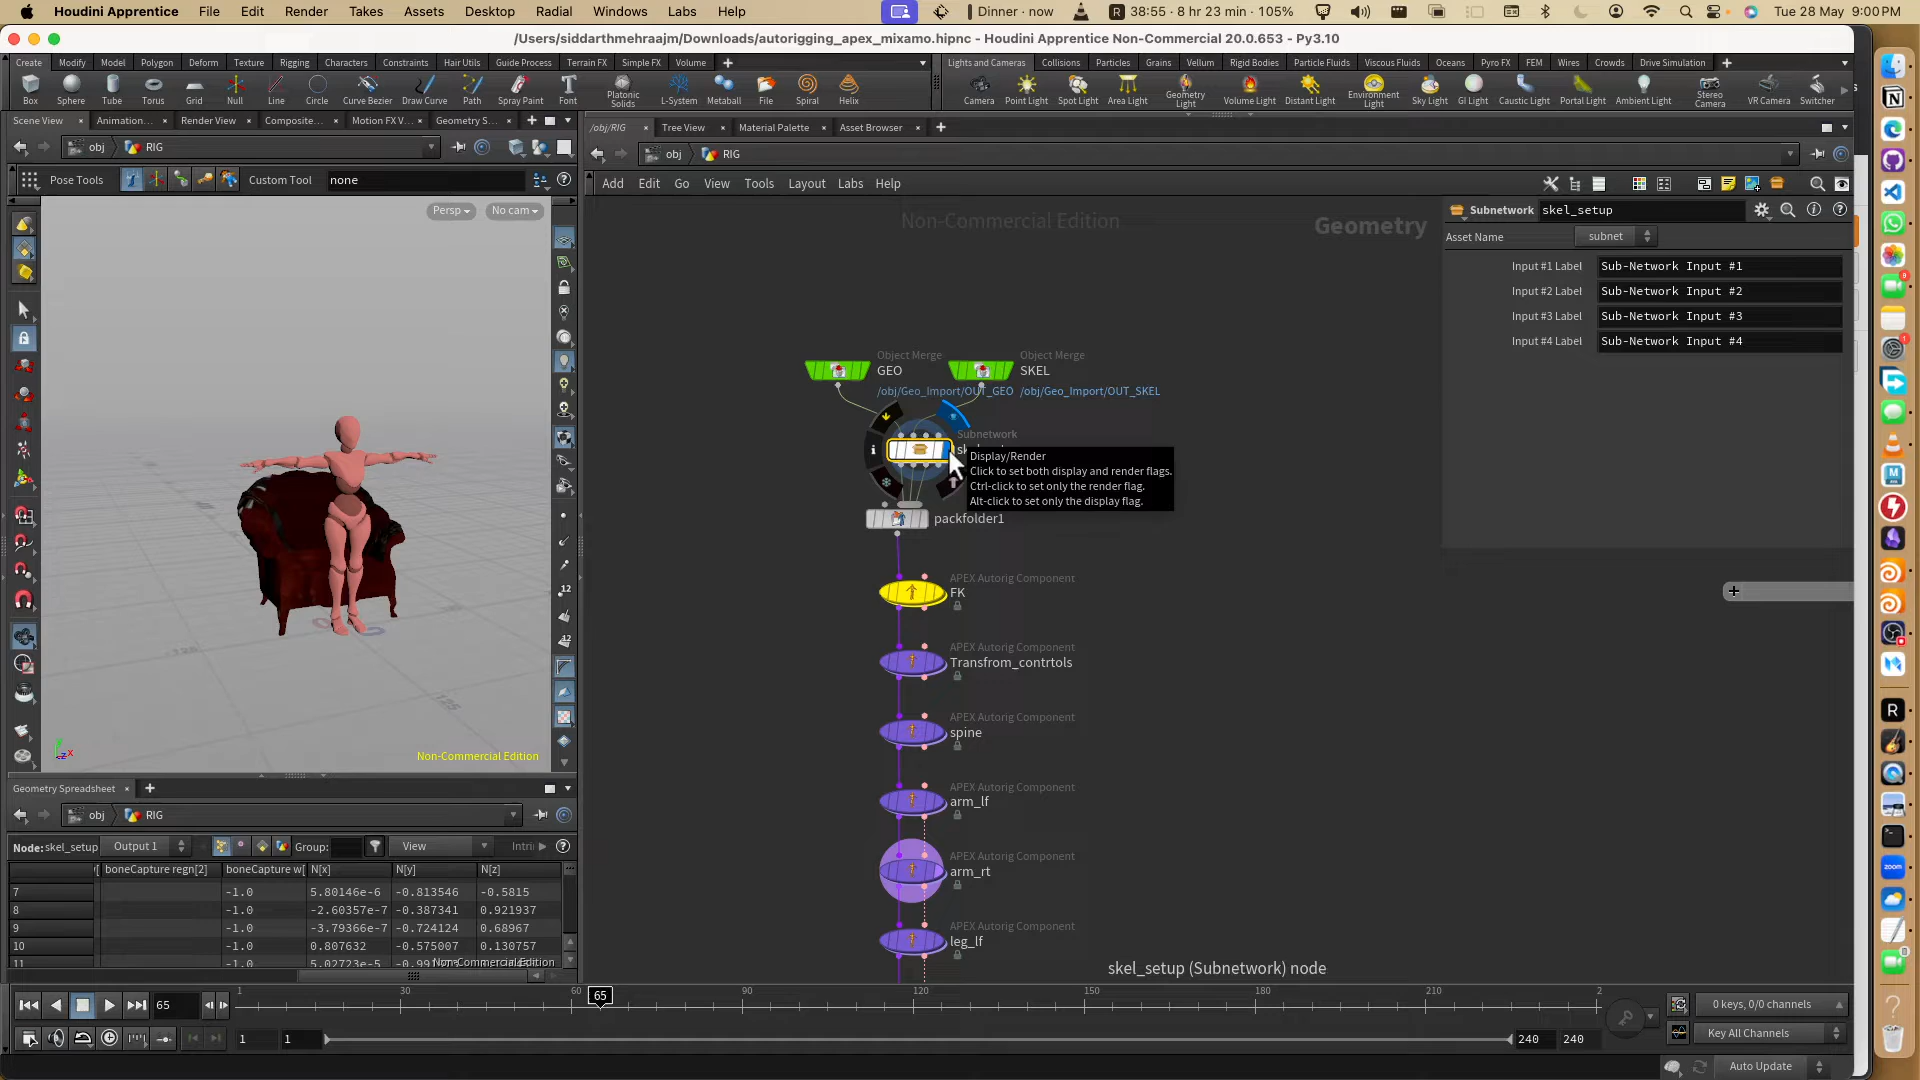 Houdini Apprentice File Edit Render Takes Assets Desktop Radial Windows Labs Help
Dinner · now
38:55 - 8 hr 23 min · 105%
Tue 28 May 9:00 PM
/Users/siddarthmehraajm/Downloads/autorigging_apex_mixamo.hipnc - Houdini Apprentice Non-Commercial 20.0.653 - Py3.10
Create Modify Model Polygon Deform Texture Rigging Characters Constraints Hair Utils Guide Process Terrain FX Simple FX Volume
Lights and Cameras Collisions Particles Grains Vellum Rigid Bodies Particle Fluids Viscous Fluids Oceans Pyro FX FEM Wires Crowds Drive Simulation
Box Sphere Tube Torus Grid Null Line Circle Curve Bezier Draw Curve Path Spray Paint Font Platonic Solids L-System Metaball File Spiral Helix
Camera Point Light Spot Light Area Light Geometry Light Volume Light Distant Light Environment Light Sky Light GI Light Caustic Light Portal Light Ambient Light Stereo Camera VR Camera Switcher
Scene View Animation... Render View Composite... Motion FX V... Geometry S...
/obj/RIG Tree View Material Palette Asset Browser
obj RIG
obj RIG
Pose Tools Custom Tool none
Add Edit Go View Tools Layout Labs Help
Persp No cam
Non-Commercial Edition
Geometry
Subnetwork skel_setup
Asset Name subnet
Input #1 Label Sub-Network Input #1
Input #2 Label Sub-Network Input #2
Input #3 Label Sub-Network Input #3
Input #4 Label Sub-Network Input #4
Object Merge
GEO
/obj/Geo_Import/OUT_GEO
Object Merge
SKEL
/obj/Geo_Import/OUT_SKEL
Subnetwork
Display/Render
Click to set both display and render flags.
Ctrl-click to set only the render flag.
Alt-click to set only the display flag.
packfolder1
APEX Autorig Component
FK
APEX Autorig Component
Transfrom_contrtols
APEX Autorig Component
spine
APEX Autorig Component
arm_lf
APEX Autorig Component
arm_rt
APEX Autorig Component
leg_lf
skel_setup (Subnetwork) node
Non-Commercial Edition
Geometry Spreadsheet
obj RIG
Node: skel_setup Output 1 Group: View Intri
boneCapture regn[2] boneCapture w[ N[x] N[y] N[z]
7 -1.0 5.80146e-6 -0.813546 -0.5815
8 -1.0 -2.60357e-7 -0.387341 0.921937
9 -1.0 -3.79366e-7 -0.724124 0.68967
10 -1.0 0.807632 -0.575007 0.130757
11 -1.0 5.02723e-5
Non-Commercial Edition
65
1 30 60 65 90 120 150 180 210 2
0 keys, 0/0 channels
1 1 240 240
Key All Channels
Auto Update